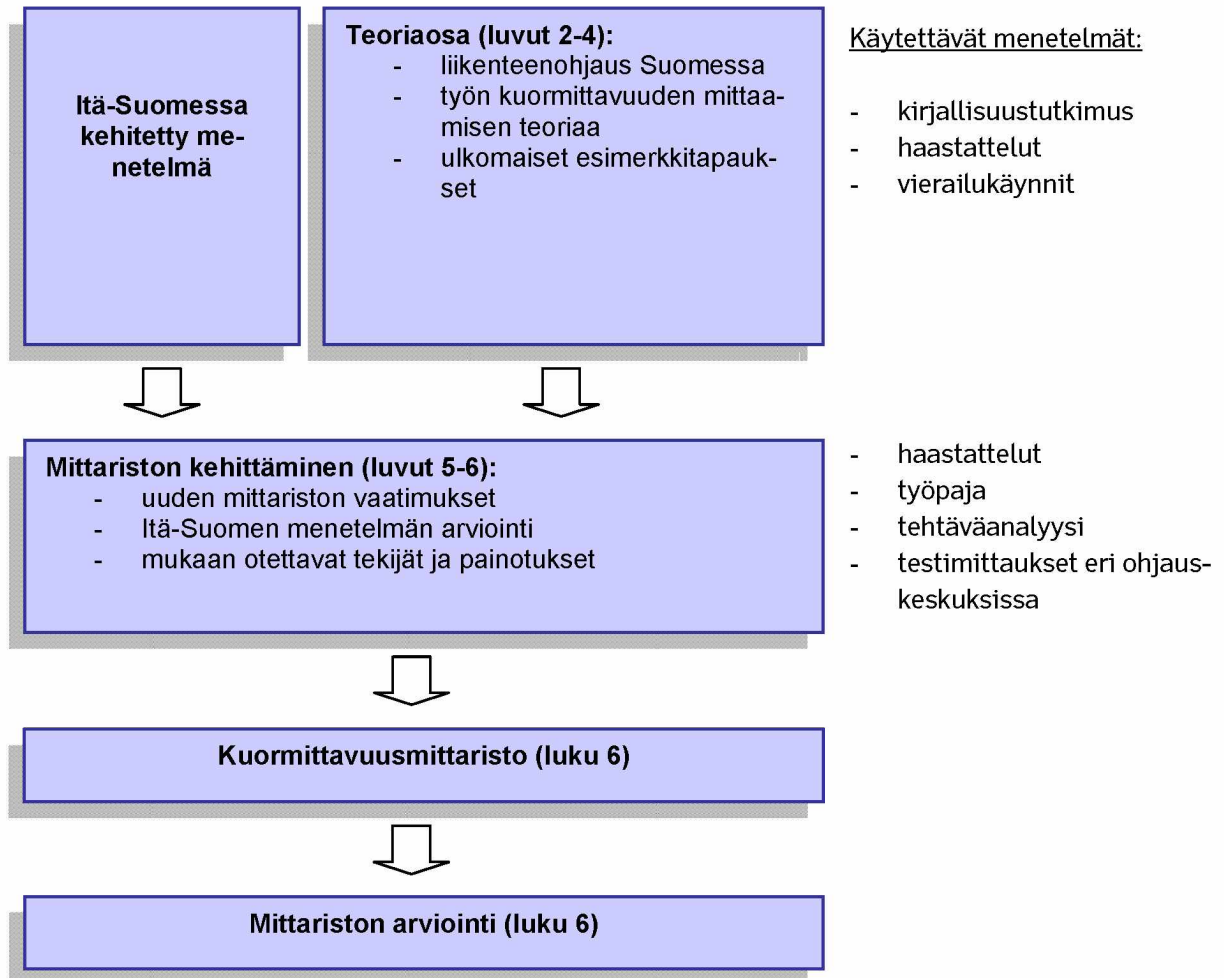 Itä-Suomessa
kehitetty me-
netelmä
Teoriaosa (luvut 2-4):
- liikenteenohjaus Suomessa
- työn kuormittavuuden mittaa-
misen teoriaa
- ulkomaiset esimerkkitapauk-
set
Käytettävät menetelmät:
- kirjallisuustutkimus
- haastattelut
- vierailukäynnit
Mittariston kehittäminen (luvut 5-6):
- uuden mittariston vaatimukset
- Itä-Suomen menetelmän arviointi
- mukaan otettavat tekijät ja painotukset
- haastattelut
- työpaja
- tehtäväanalyysi
- testimittaukset eri ohjaus-
keskuksissa
Kuormittavuusmittaristo (luku 6)
Mittariston arviointi (luku 6)